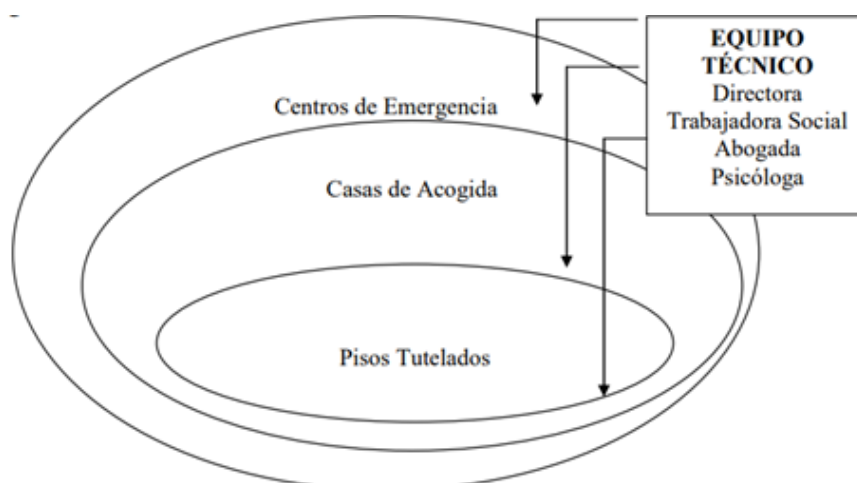 EQUIPO
TÉCNICO
Directora
Trabajadora Social
Abogada
Psicóloga
Centros de Emergencia
Casas de Acogida
Pisos Tutelados